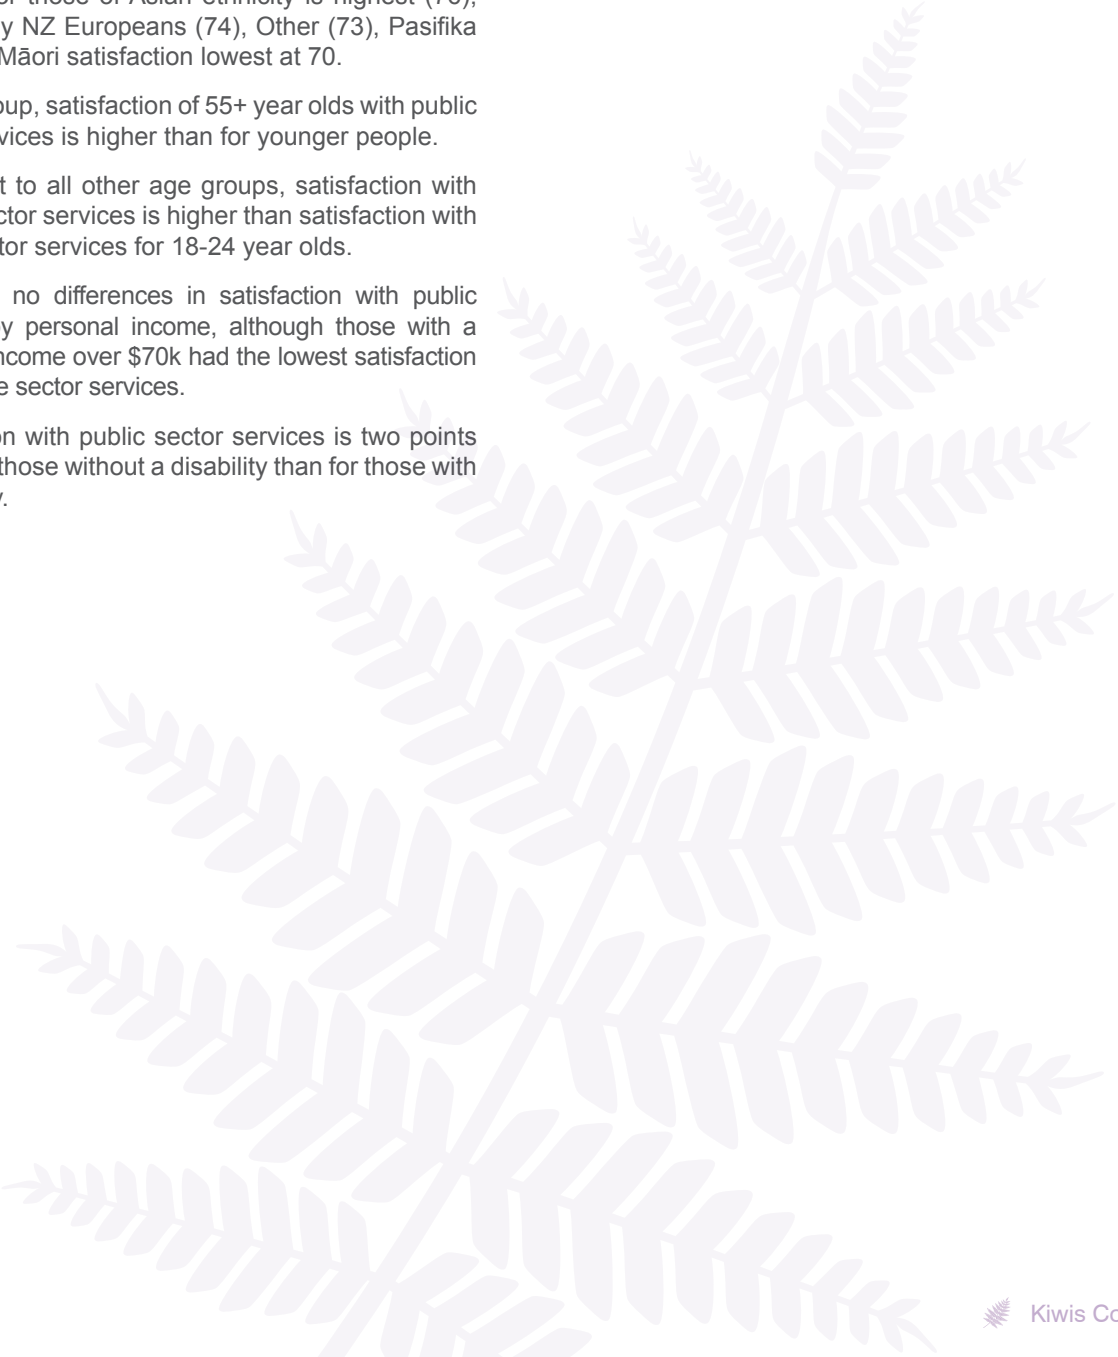 of Asian ethnicity is highest
y NZ Europeans (74), Other (73), Pasifika
Māori satisfaction lowest at 70.
oup, satisfaction of 55+ year olds with public
vices is higher than for younger people.
t to all other age groups, satisfaction with
ctor services is higher than satisfaction with
tor services for 18-24 year olds.
no differences in satisfaction with public
y personal income, although those with a
ncome over $70k had the lowest satisfaction
e sector services.
on with public sector services is two points
those without a disability than for those with
Kiwis Co